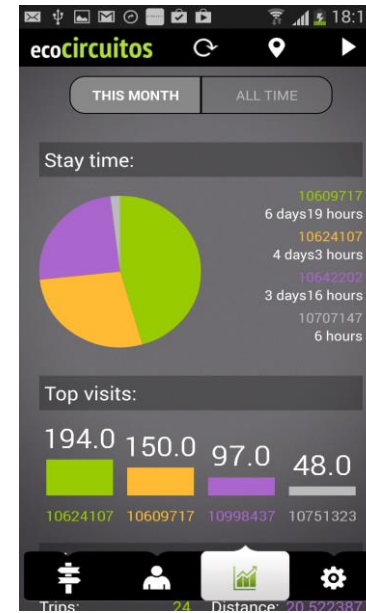 18:1
ecocircuitos
THIS MONTH ALL TIME
Stay time:
10609717
6 days19 hours
10624107
4 days3 hours
10642202
3 days16 hours
10707147
6 hours
Top visits:
194.0 150.0 97.0 48.0
10624107 10609717 10998437 10751323
Trips: 24 Distance: 20.522387